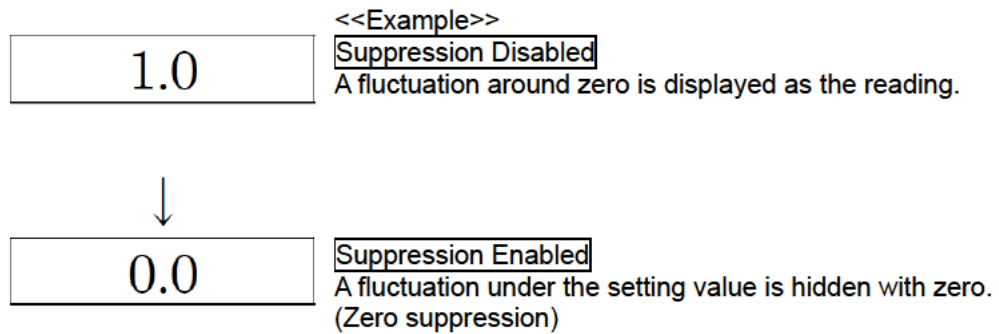 <<Example>>
1.0
Suppression Disabled
A fluctuation around zero is displayed as the reading.
↓
0.0
Suppression Enabled
A fluctuation under the setting value is hidden with zero.
(Zero suppression)